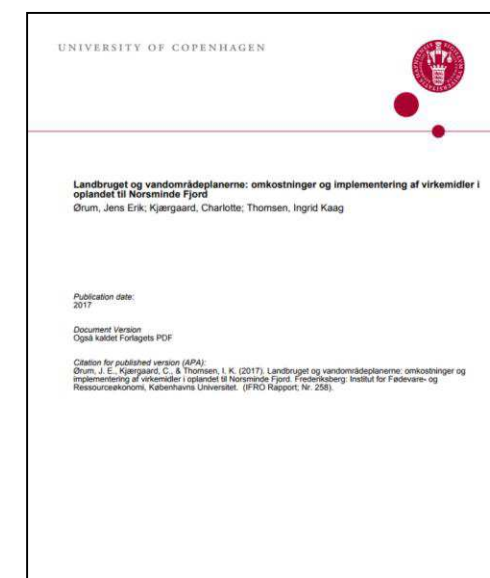 UNIVERSITY OF COPENHAGEN
Landbruget og vandområdeplanerne: omkostninger og implementering af virkemidler i
oplandet til Norsminde Fjord
Ørum, Jens Erik; Kjærgaard, Charlotte; Thomsen, Ingrid Kaag
Publication date:
2017
Document Version
Også kaldet Forlagets PDF
Citation for published version (APA):
Ørum, J. E., Kjærgaard, C., & Thomsen, I. K. (2017). Landbruget og vandområdeplanerne: omkostninger og
implementering af virkemidler i oplandet til Norsminde Fjord. Frederiksberg: Institut for Fødevare- og
Ressourceøkonomi, Københavns Universitet. (IFRO Rapport; Nr. 258).